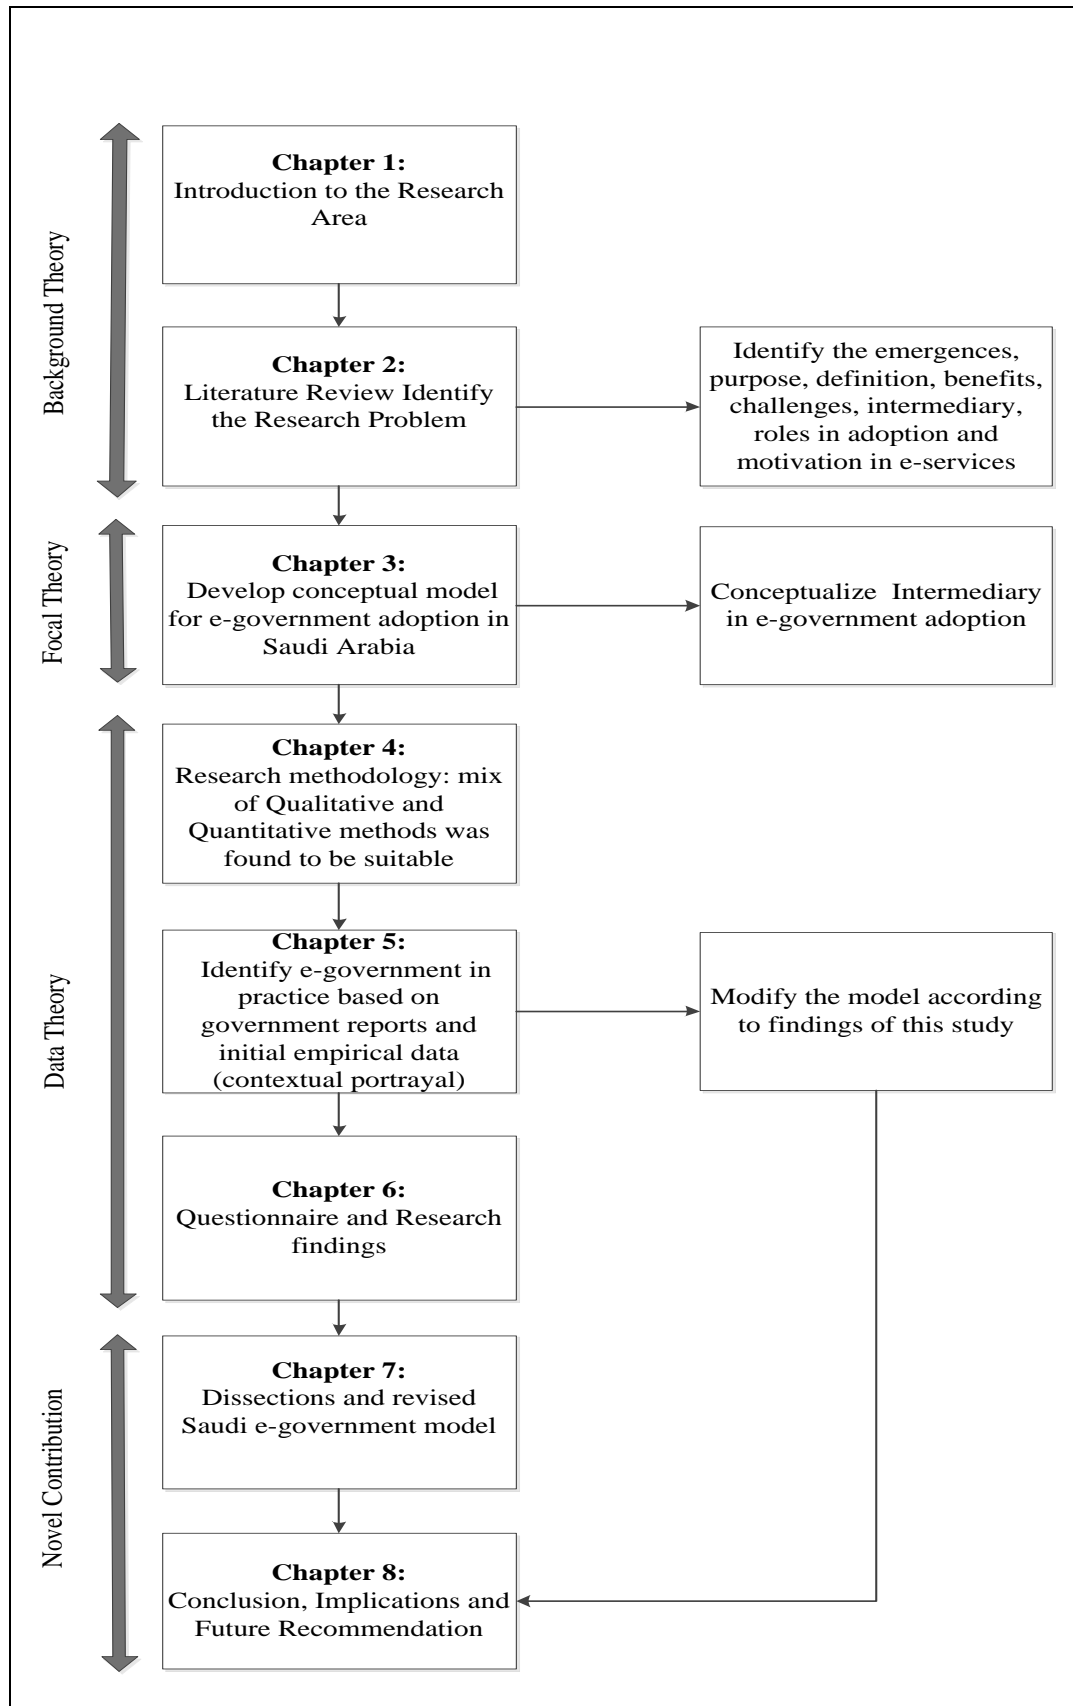 Background Theory
Chapter 1:
Introduction to the Research
Area
Chapter 2:
Literature Review Identify
the Research Problem
Identify the emergences,
purpose, definition, benefits,
challenges, intermediary,
roles in adoption and
motivation in e-services
Focal Theory
Chapter 3:
Develop conceptual model
for e-government adoption in
Saudi Arabia
Conceptualize Intermediary
in e-government adoption
Data Theory
Chapter 4:
Research methodology: mix
of Qualitative and
Quantitative methods was
found to be suitable
Chapter 5:
Identify e-government in
practice based on
government reports and
initial empirical data
(contextual portrayal)
Modify the model according
to findings of this study
Chapter 6:
Questionnaire and Research
findings
Novel Contribution
Chapter 7:
Dissections and revised
Saudi e-government model
Chapter 8:
Conclusion, Implications and
Future Recommendation